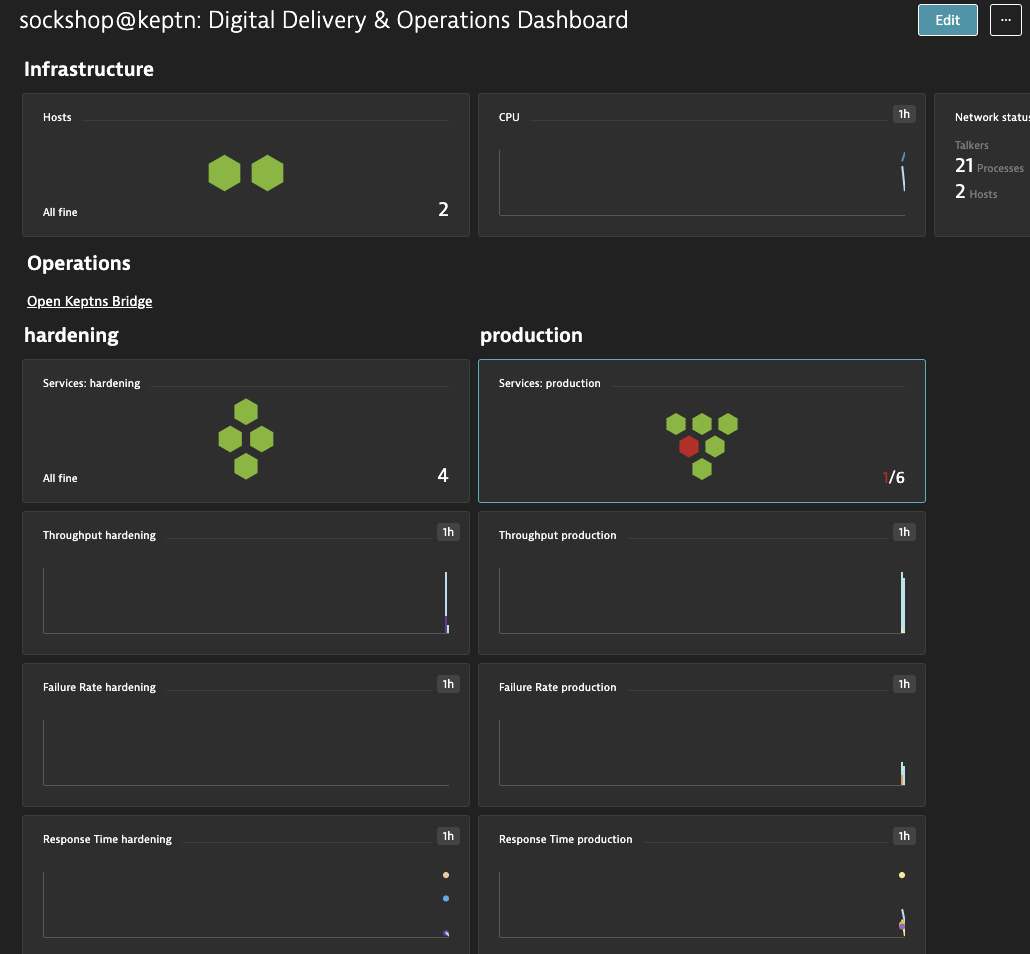 sockshop@keptn: Digital Delivery & Operations Dashboard
Edit
...
Infrastructure
Hosts
All fine
2
CPU
1h
Network status
Talkers
21 Processes
2 Hosts
Operations
Open Keptns Bridge
hardening
production
Services: hardening
All fine
4
Services: production
1/6
Throughput hardening
1h
Throughput production
1h
Failure Rate hardening
1h
Failure Rate production
1h
Response Time hardening
1h
Response Time production
1h